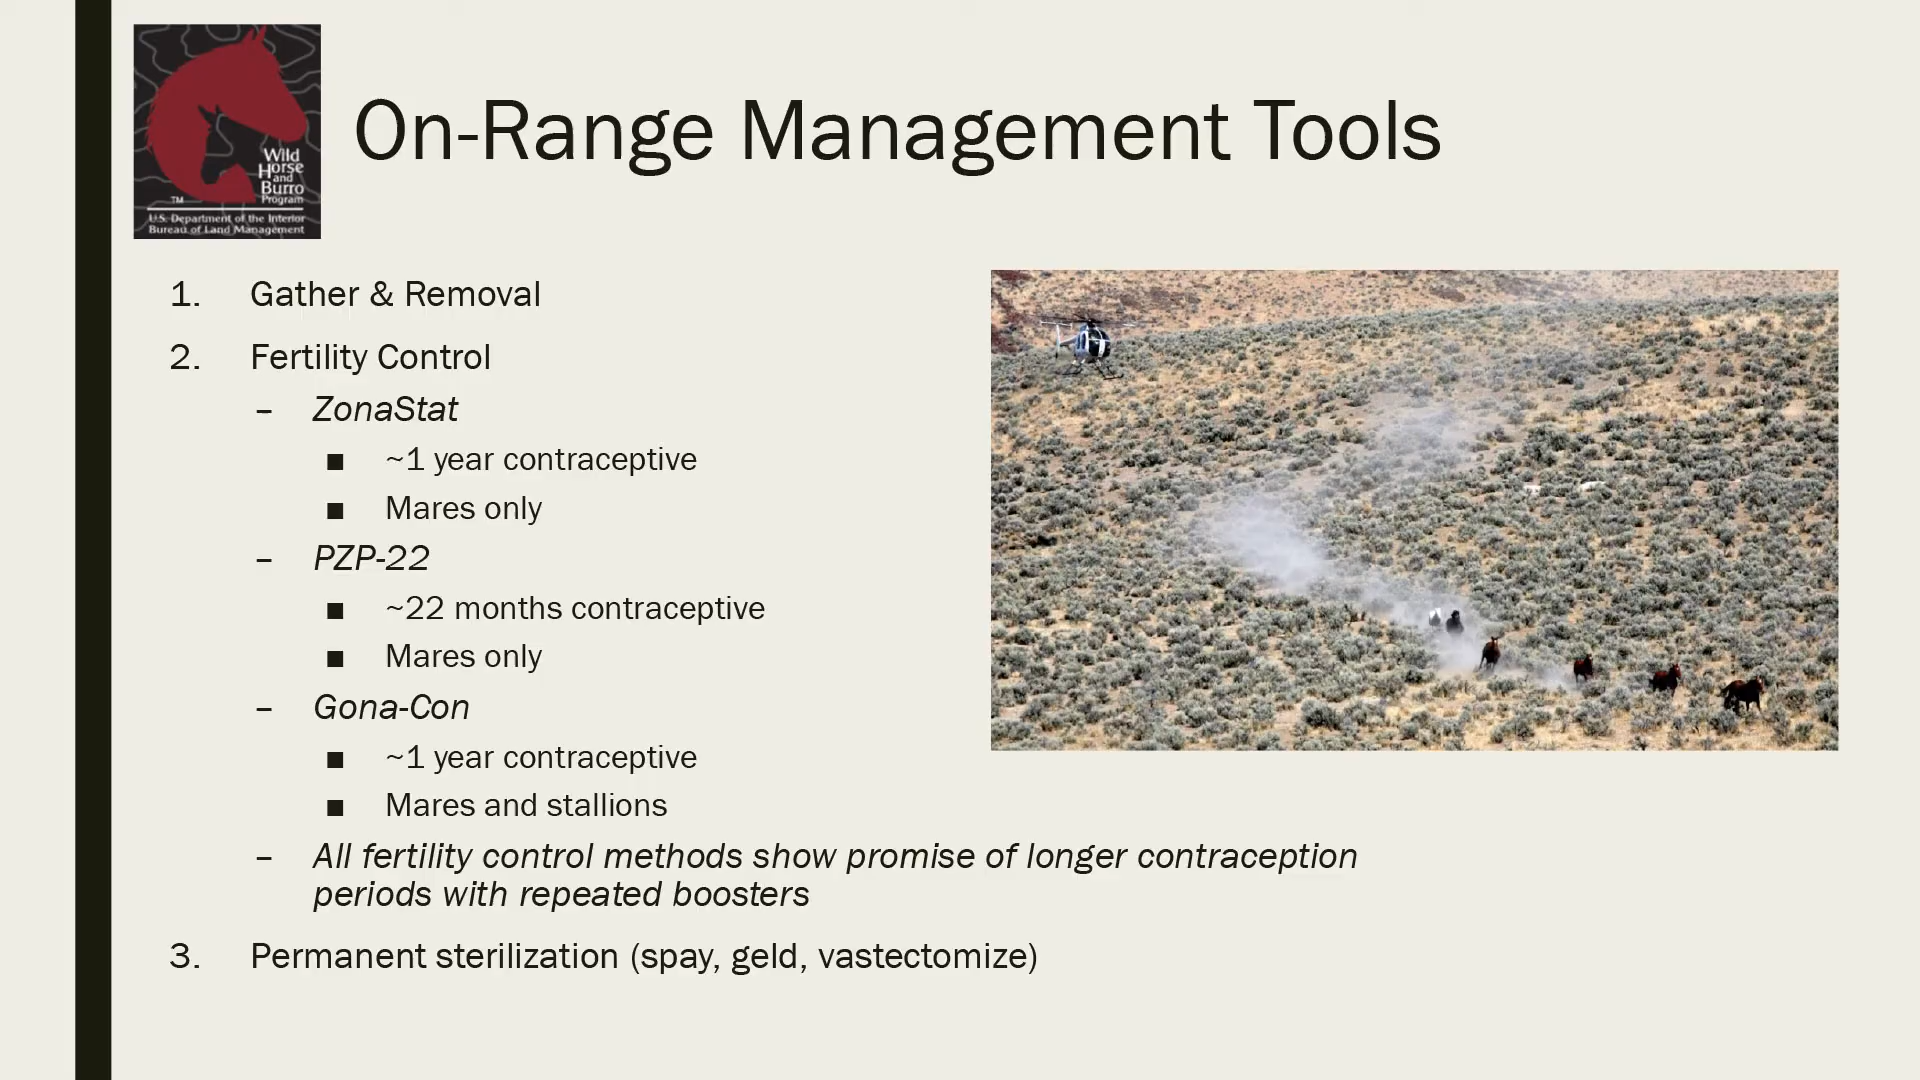 Wild
Horse
and
Burro
Program
TM
U.S. Department of the Interior
Bureau of Land Management
On-Range Management Tools
1. Gather & Removal
2. Fertility Control
– ZonaStat
■ ~1 year contraceptive
■ Mares only
– PZP-22
■ ~22 months contraceptive
■ Mares only
– Gona-Con
■ ~1 year contraceptive
■ Mares and stallions
– All fertility control methods show promise of longer contraception
periods with repeated boosters
3. Permanent sterilization (spay, geld, vastectomize)